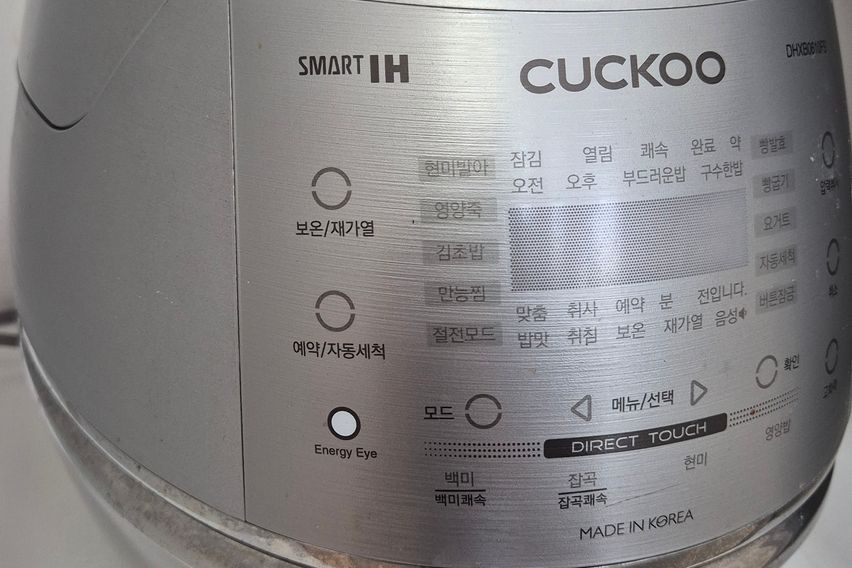 SMART IH
CUCKOO
현미발아
영양죽
김초밥
만능찜
절전모드
잠김 열림 쾌속 완료 약
오전 오후 부드러운밥 구수한밥
맞춤 취사 예약 분 전입니다.
밥맛 취침 보온 재가열 음성
빵발효
빵굽기
요거트
자동세척
버튼잠금
보온/재가열
예약/자동세척
Energy Eye
모드
메뉴/선택
확인
취소
DIRECT TOUCH
백미
백미쾌속
잡곡
잡곡쾌속
현미
영양밥
MADE IN KOREA